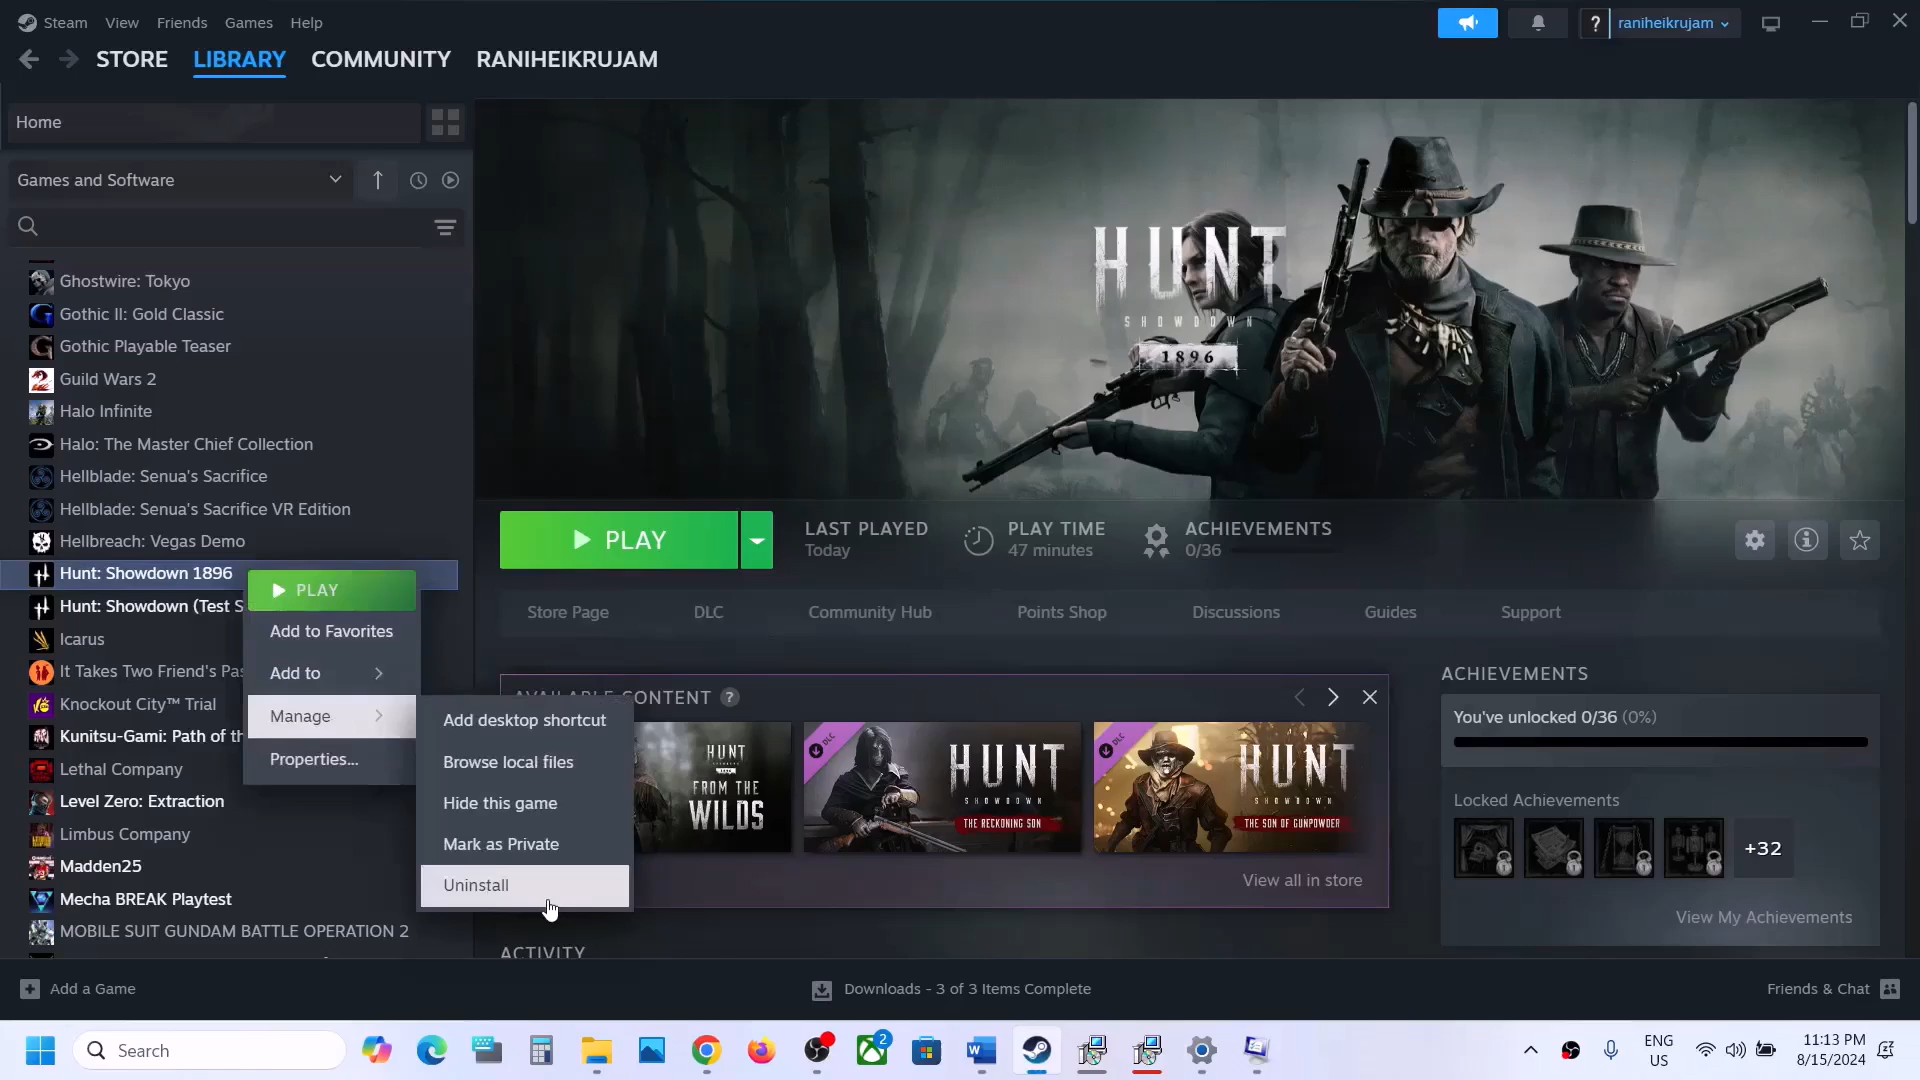 Steam View Friends Games Help
? raniheikrujam
STORE LIBRARY COMMUNITY RANIHEIKRUJAM
Home
Games and Software
Ghostwire: Tokyo
Gothic II: Gold Classic
Gothic Playable Teaser
Guild Wars 2
Halo Infinite
Halo: The Master Chief Collection
Hellblade: Senua's Sacrifice
Hellblade: Senua's Sacrifice VR Edition
Hellbreach: Vegas Demo
Hunt: Showdown 1896
Hunt: Showdown (Test S
Icarus
It Takes Two Friend's Pas
Knockout City™ Trial
Kunitsu-Gami: Path of th
Lethal Company
Level Zero: Extraction
Limbus Company
Madden25
Mecha BREAK Playtest
MOBILE SUIT GUNDAM BATTLE OPERATION 2
PLAY
Add to Favorites
Add to
Manage
Properties...
Add desktop shortcut
Browse local files
Hide this game
Mark as Private
Uninstall
HUNT
SHOWDOWN
1896
PLAY
LAST PLAYED
Today
PLAY TIME
47 minutes
ACHIEVEMENTS
0/36
Store Page DLC Community Hub Points Shop Discussions Guides Support
AVAILABLE CONTENT ?
HUNT
FROM THE
WILDS
DLC
HUNT
SHOWDOWN
THE RECKONING SON
DLC
HUNT
SHOWDOWN
THE SON OF GUNPOWDER
View all in store
ACTIVITY
ACHIEVEMENTS
You've unlocked 0/36 (0%)
Locked Achievements
+32
View My Achievements
Add a Game
Downloads - 3 of 3 Items Complete
Friends & Chat
Search
2
ENG
US
11:13 PM
8/15/2024